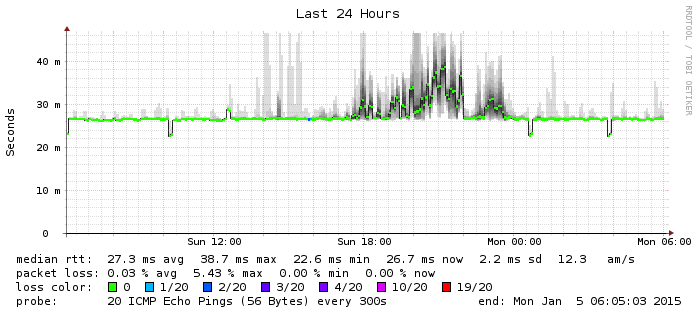 Last 24 Hours
RRDTOOL / TOBI OETIKER
Seconds
40 m
30 m
20 m
10 m
0
Sun 12:00 Sun 18:00 Mon 00:00 Mon 06:00
median rtt: 27.3 ms avg 38.7 ms max 22.6 ms min 26.7 ms now 2.2 ms sd 12.3 am/s
packet loss: 0.03 % avg 5.43 % max 0.00 % min 0.00 % now
loss color: 0 1/20 2/20 3/20 4/20 10/20 19/20
probe: 20 ICMP Echo Pings (56 Bytes) every 300s end: Mon Jan 5 06:05:03 2015